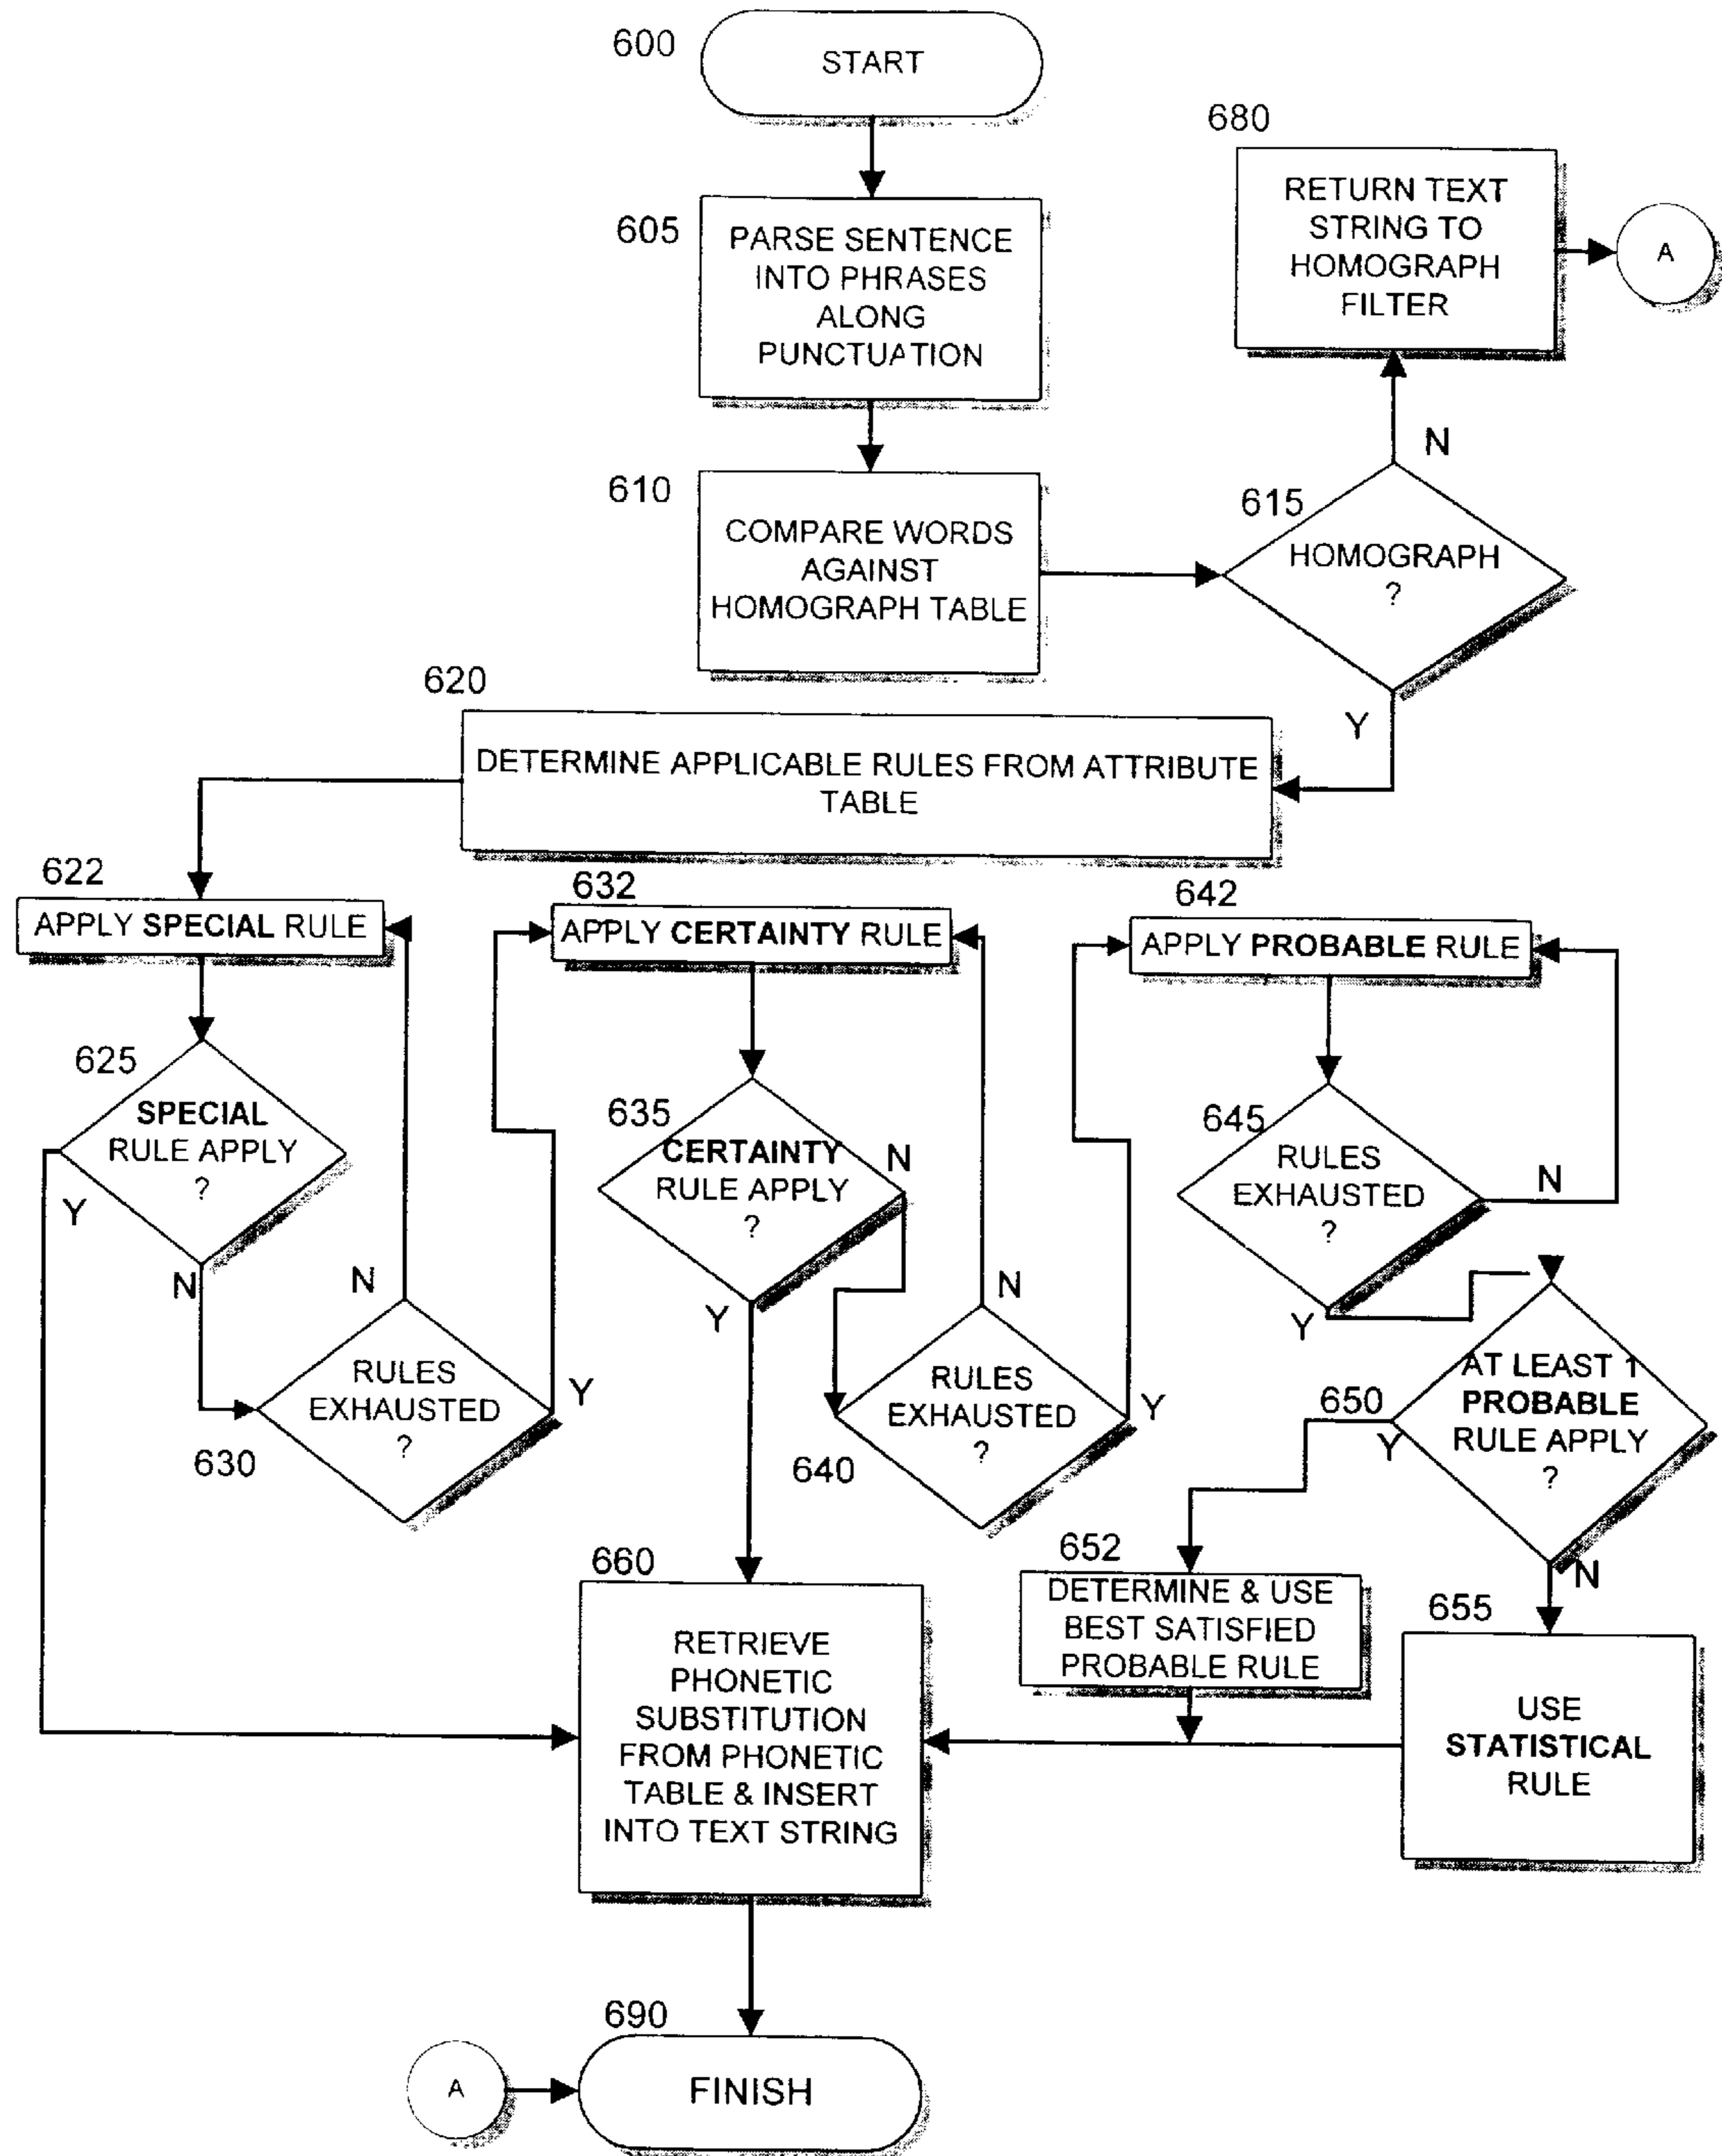 600
START
680
RETURN TEXT
STRING TO
HOMOGRAPH
FILTER
A
605
PARSE SENTENCE
INTO PHRASES
ALONG
PUNCTUATION
N
610
COMPARE WORDS
AGAINST
HOMOGRAPH TABLE
615
HOMOGRAPH
?
Y
620
DETERMINE APPLICABLE RULES FROM ATTRIBUTE
TABLE
622
APPLY SPECIAL RULE
632
APPLY CERTAINTY RULE
642
APPLY PROBABLE RULE
625
SPECIAL
RULE APPLY
?
Y
N
635
CERTAINTY
RULE APPLY
?
N
Y
645
RULES
EXHAUSTED
?
N
Y
N
RULES
EXHAUSTED
?
Y
630
N
RULES
EXHAUSTED
?
Y
640
AT LEAST 1
PROBABLE
RULE APPLY
?
650
Y
N
652
DETERMINE & USE
BEST SATISFIED
PROBABLE RULE
655
USE
STATISTICAL
RULE
660
RETRIEVE
PHONETIC
SUBSTITUTION
FROM PHONETIC
TABLE & INSERT
INTO TEXT STRING
690
A
FINISH